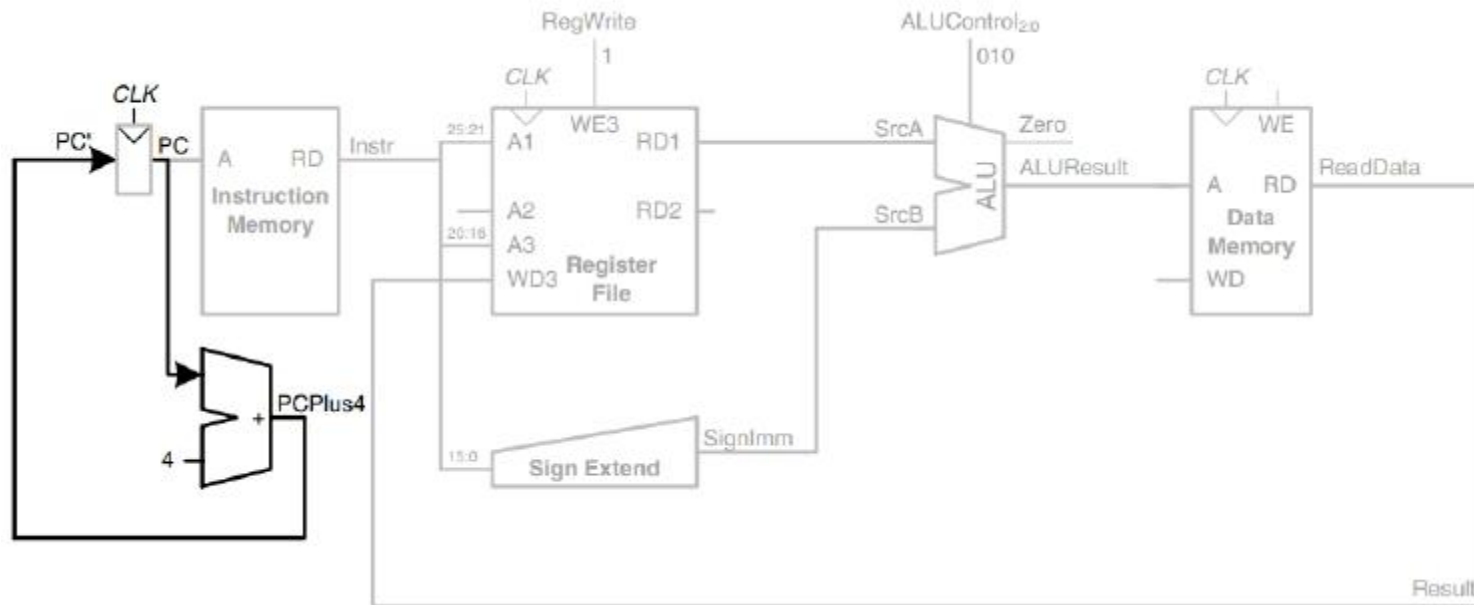 RegWrite
ALUControl2:0
1
010
CLK
CLK
CLK
PC'
PC
A
RD
Instr
Instruction
Memory
25:21
A1
WE3
RD1
A2
RD2
20:16
A3
WD3
Register
File
SrcA
SrcB
ALU
Zero
ALUResult
WE
A
RD
Data
Memory
WD
ReadData
4
+
PCPlus4
15:0
Sign Extend
SignImm
Result